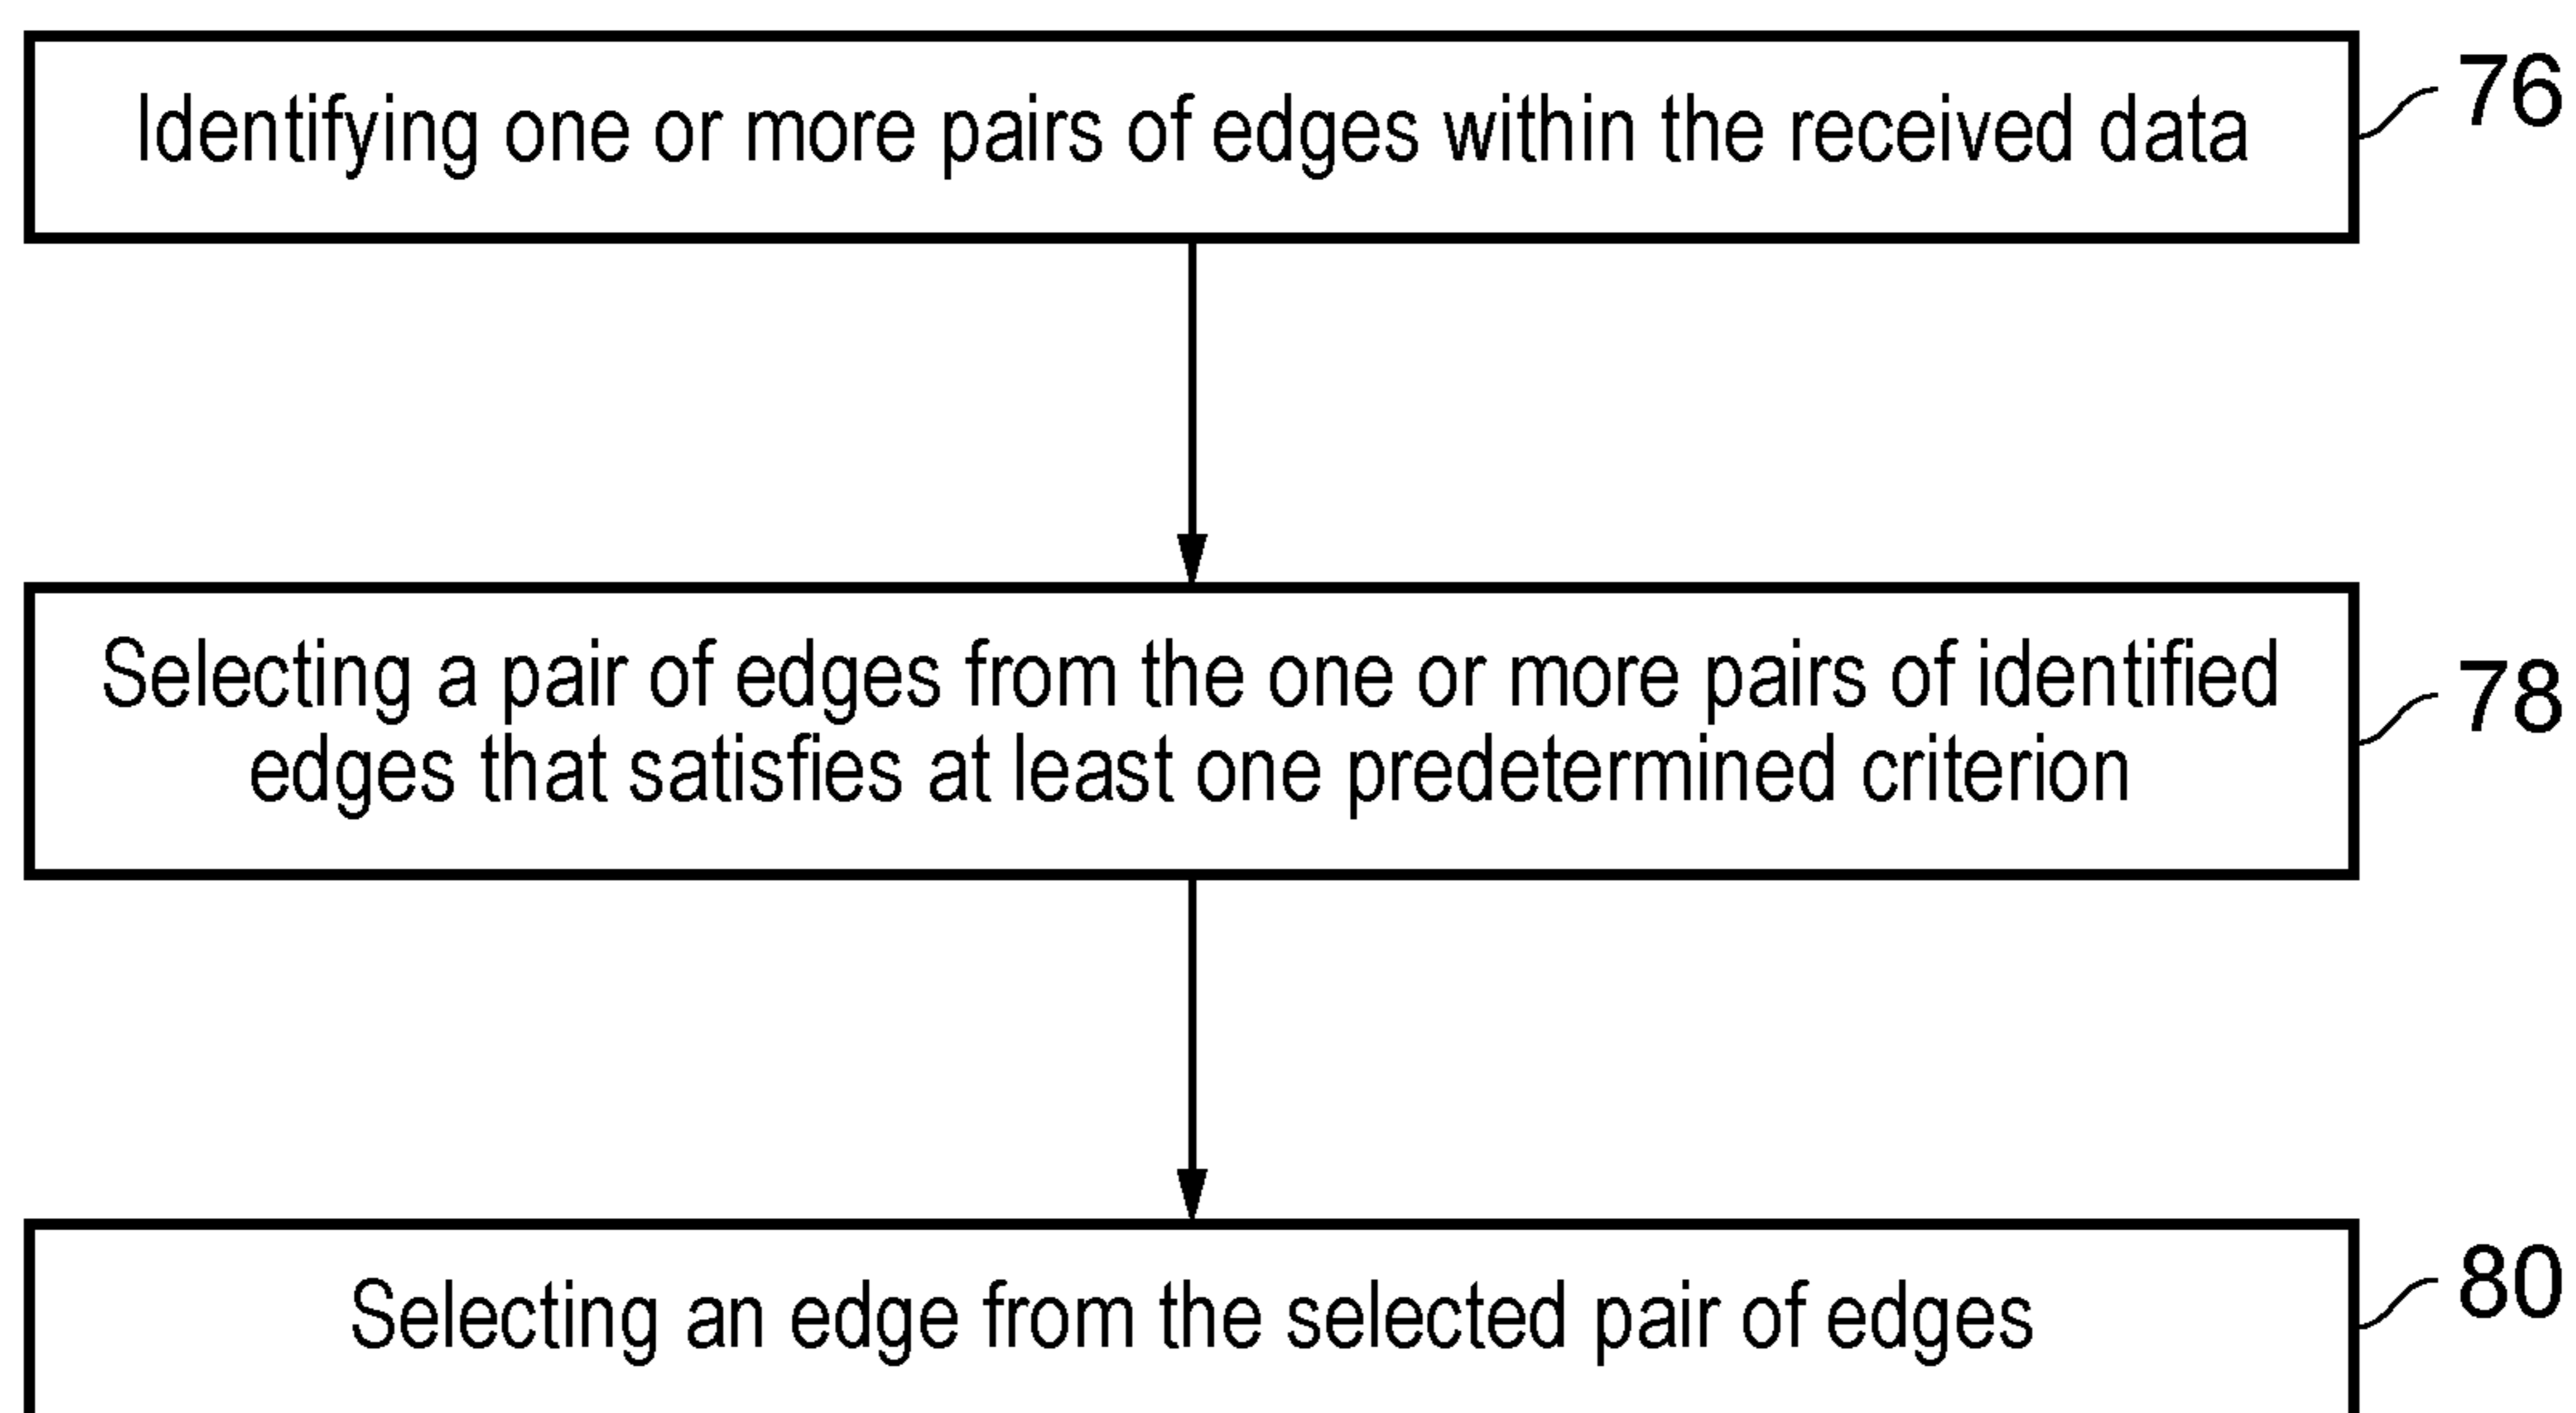 Identifying one or more pairs of edges within the received data
76
Selecting a pair of edges from the one or more pairs of identified
edges that satisfies at least one predetermined criterion
78
Selecting an edge from the selected pair of edges
80